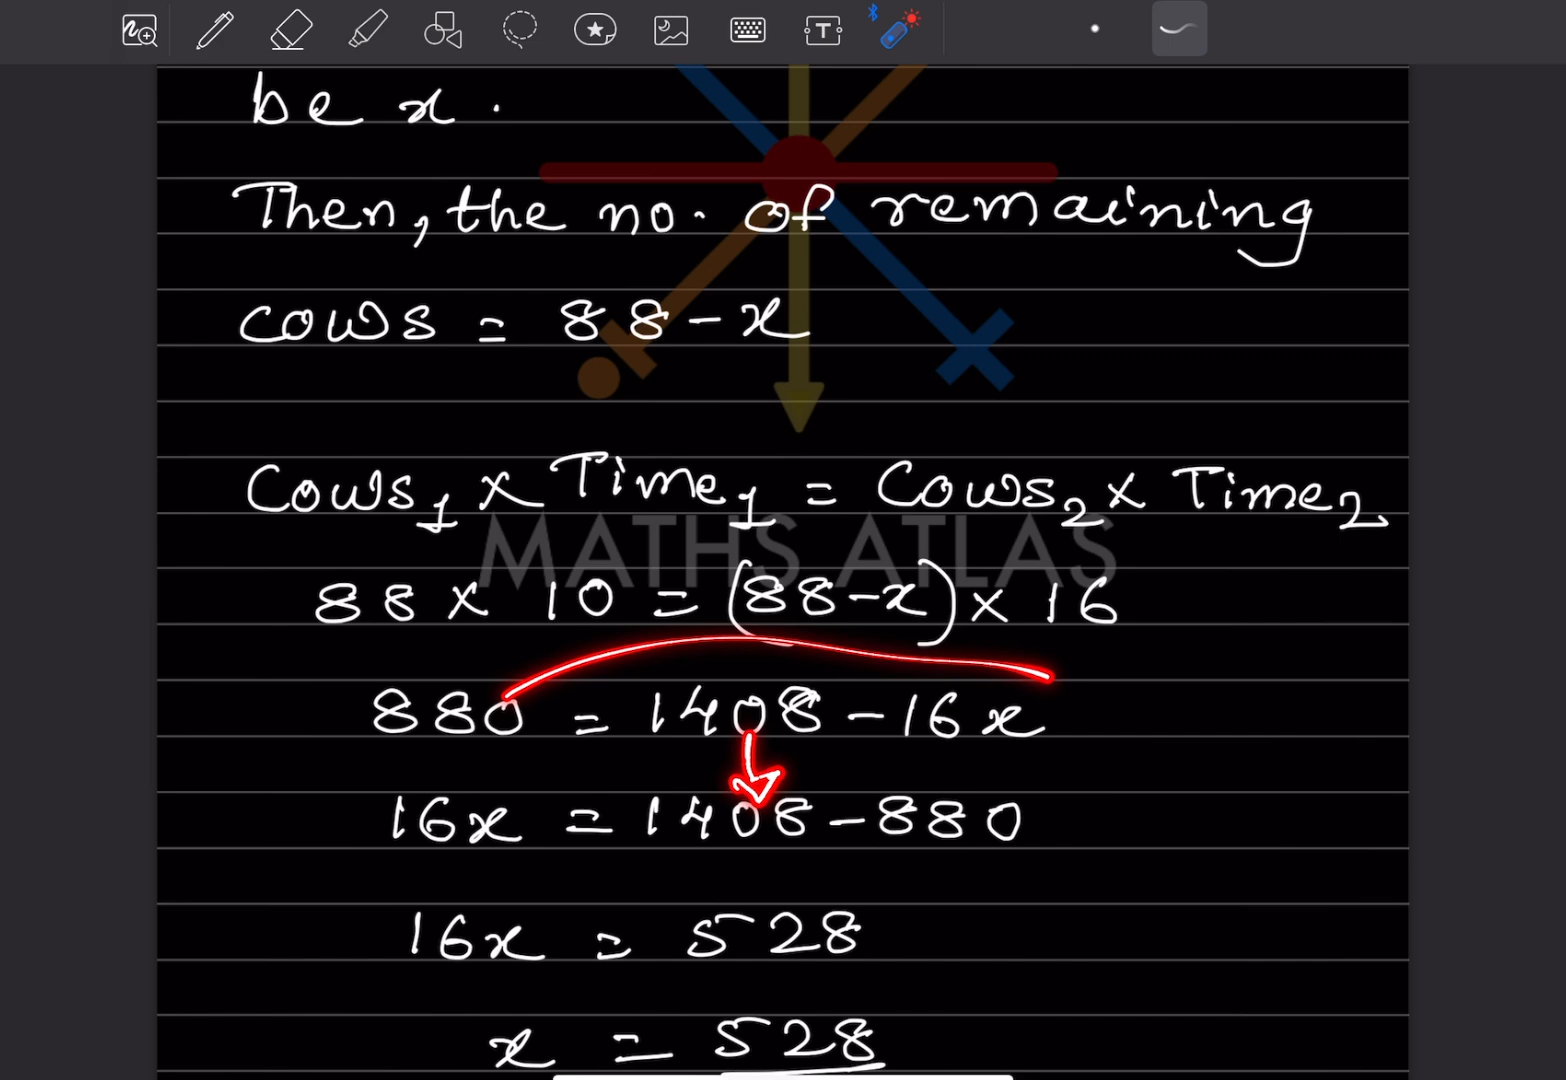 be x.
Then, the no. of remaining
cows = 88-x
Cows₁ × Time₁ = Cows₂ × Time₂
MATHS ATLAS
88 × 10 = (88-x) × 16
880 = 1408 - 16x
16x = 1408 - 880
16x = 528
x = 528